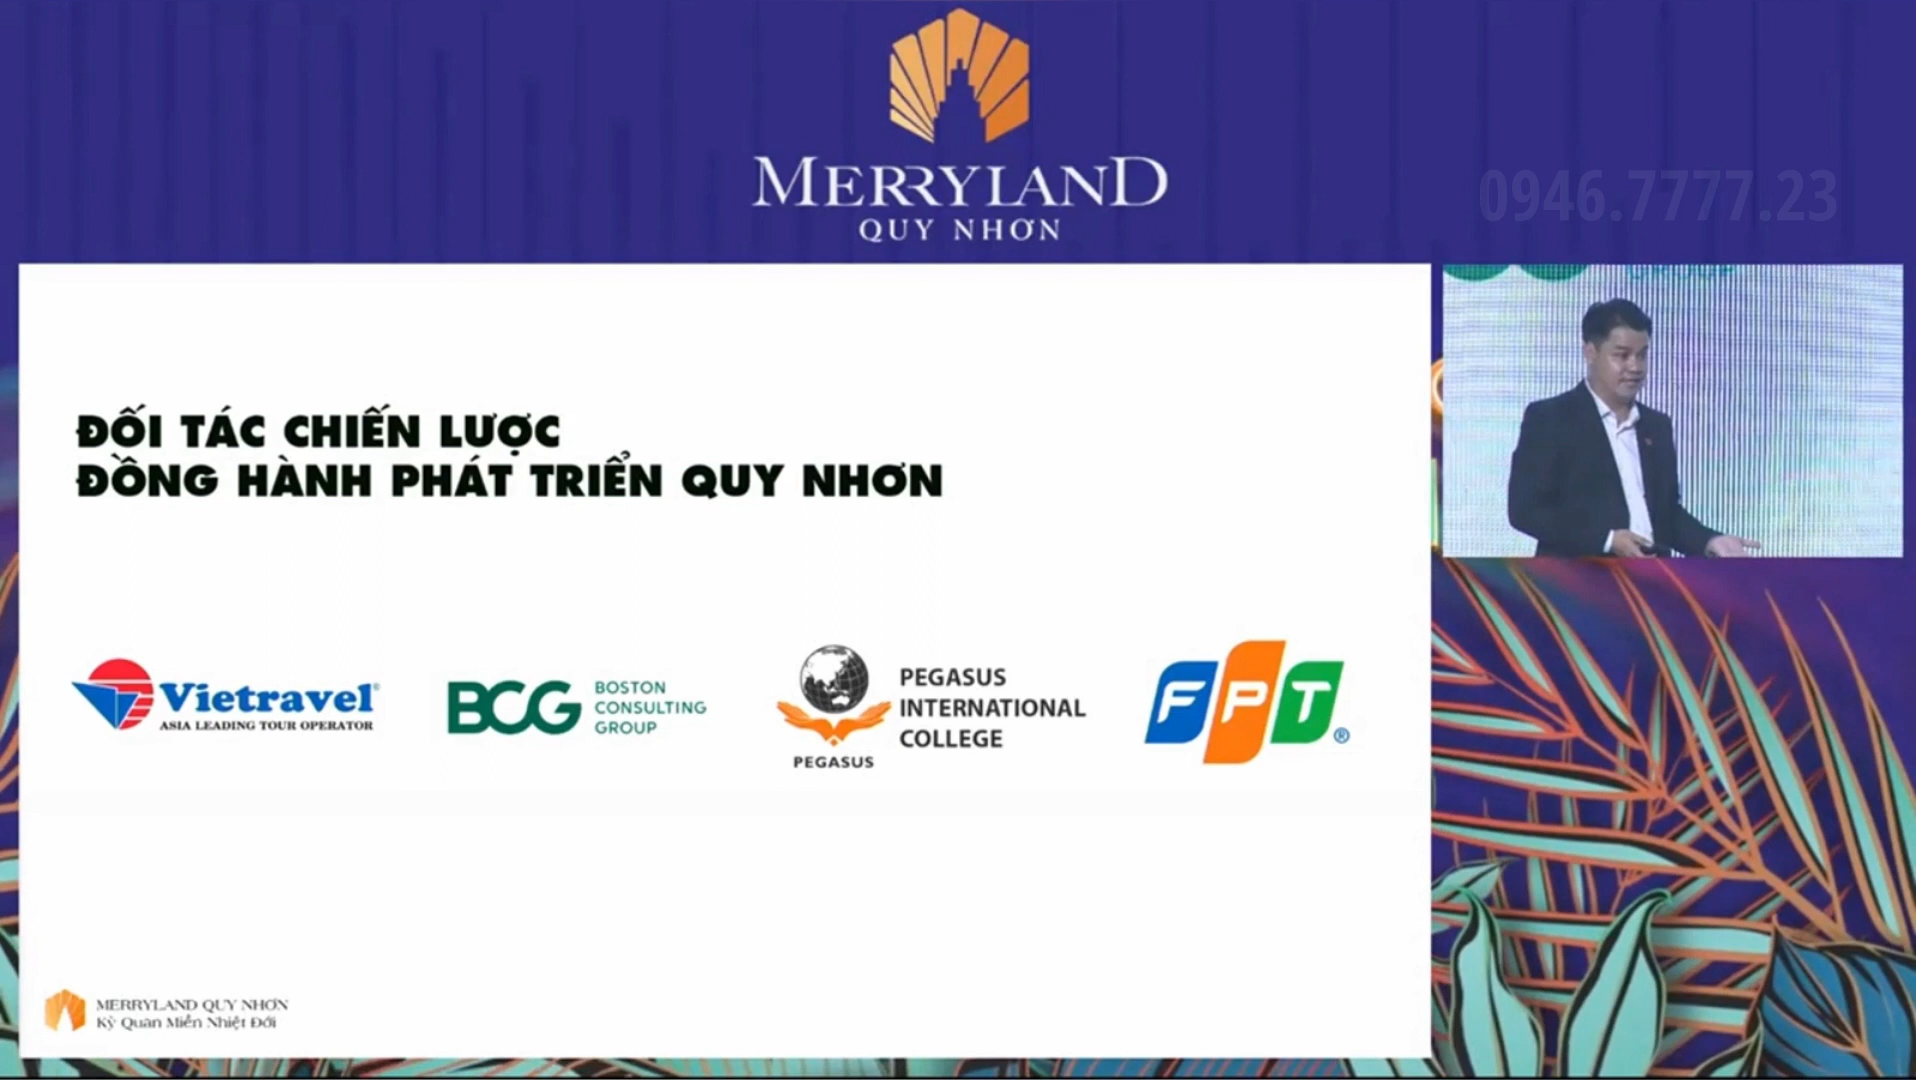 MERRYLAND
QUY NHƠN
0946.7777.23
ĐỐI TÁC CHIẾN LƯỢC
ĐỒNG HÀNH PHÁT TRIỂN QUY NHƠN
Vietravel®
ASIA LEADING TOUR OPERATOR
BCG
BOSTON
CONSULTING
GROUP
PEGASUS
PEGASUS
INTERNATIONAL
COLLEGE
FPT®
MERRYLAND QUY NHƠN
Kỳ Quan Miền Nhiệt Đới